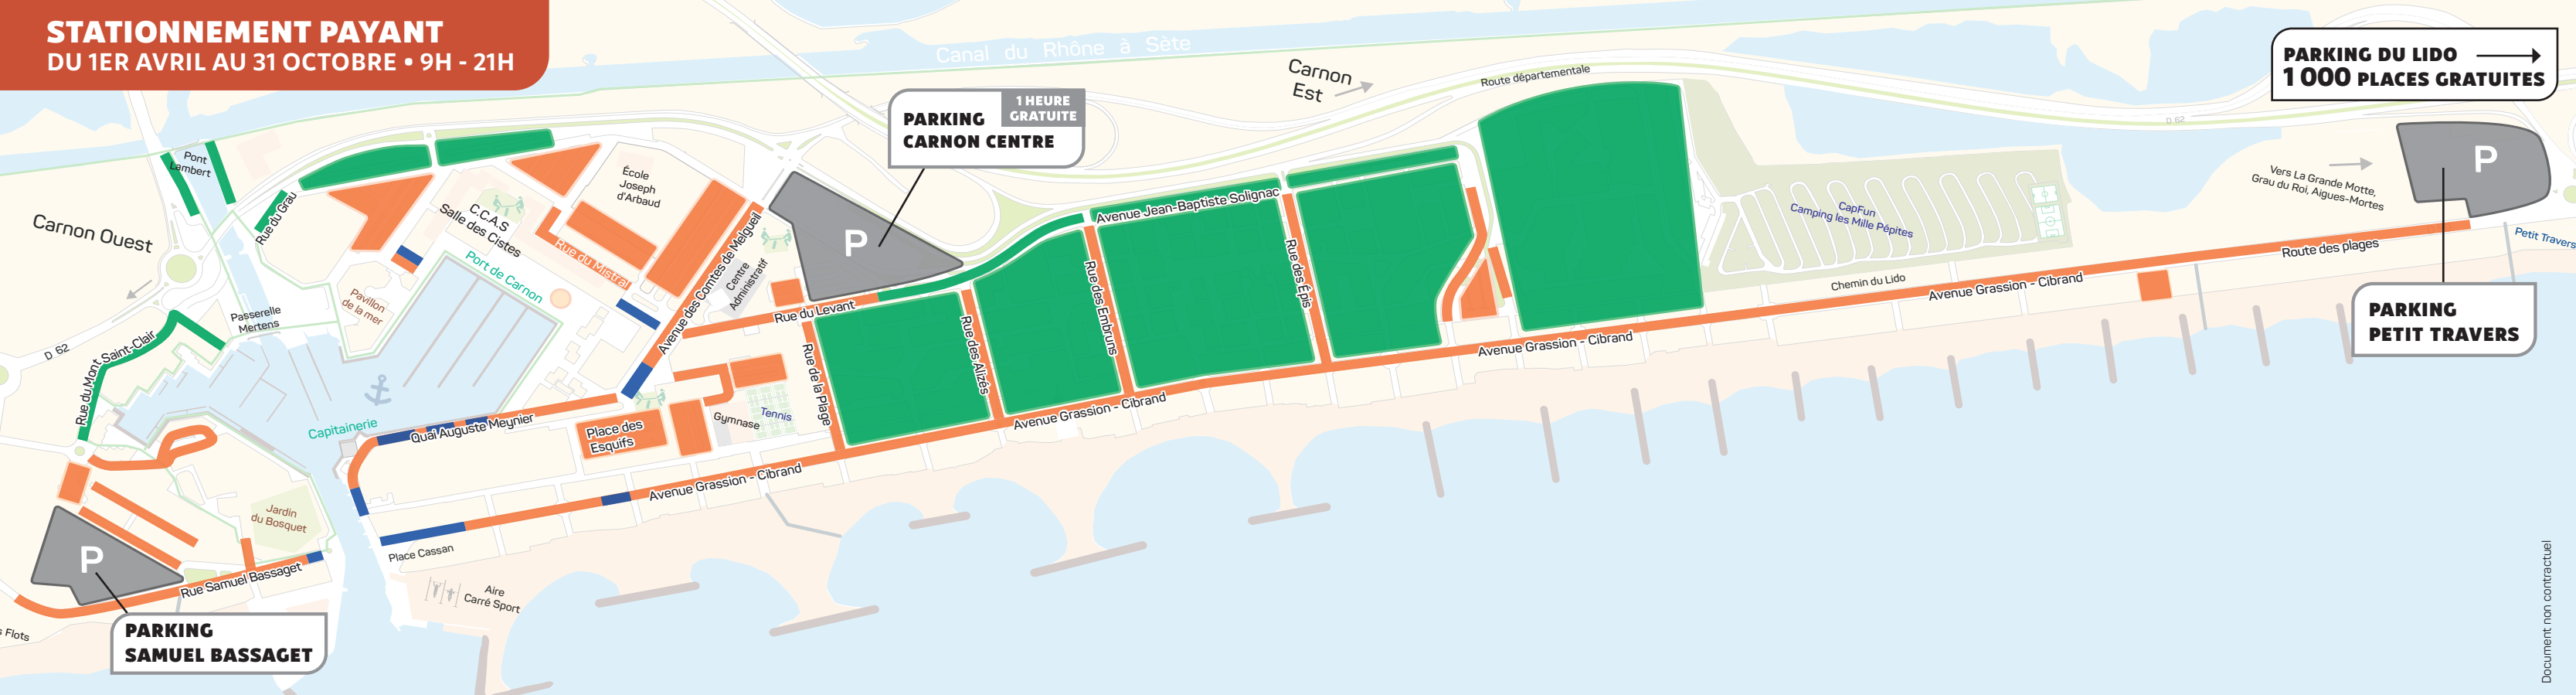 STATIONNEMENT PAYANT
DU 1ER AVRIL AU 31 OCTOBRE • 9H - 21H
Canal du Rhône à Sète
Carnon
Est
Route départementale
PARKING DU LIDO
1 000 PLACES GRATUITES
D 62
1 HEURE
GRATUITE
PARKING
CARNON CENTRE
Pont
Lambert
École
Joseph
d'Arbaud
P
Vers La Grande Motte,
Grau du Roi, Aigues-Mortes
Carnon Ouest
Rue du Grau
C.C.A.S
Salle des Cistes
Rue du Mistral
Avenue des Comtes de Melgueil
Centre
Administratif
P
Avenue Jean-Baptiste Solignac
CapFun
Camping les Mille Pépites
Petit Travers
Route des plages
Port de Carnon
Pavillon
de la mer
Passerelle
Mertens
Rue du Levant
Rue des Embruns
Rue des Épis
Chemin du Lido
Avenue Grassion - Cibrand
PARKING
PETIT TRAVERS
D 62
Rue du Mont Saint-Clair
Rue de la Plage
Rue des Alizés
Avenue Grassion - Cibrand
Avenue Grassion - Cibrand
Capitainerie
Quai Auguste Meynier
Place des
Esquifs
Gymnase
Tennis
Avenue Grassion - Cibrand
Jardin
du Bosquet
P
Place Cassan
Rue Samuel Bassaget
Aire
Carré Sport
s Flots
PARKING
SAMUEL BASSAGET
Document non contractuel